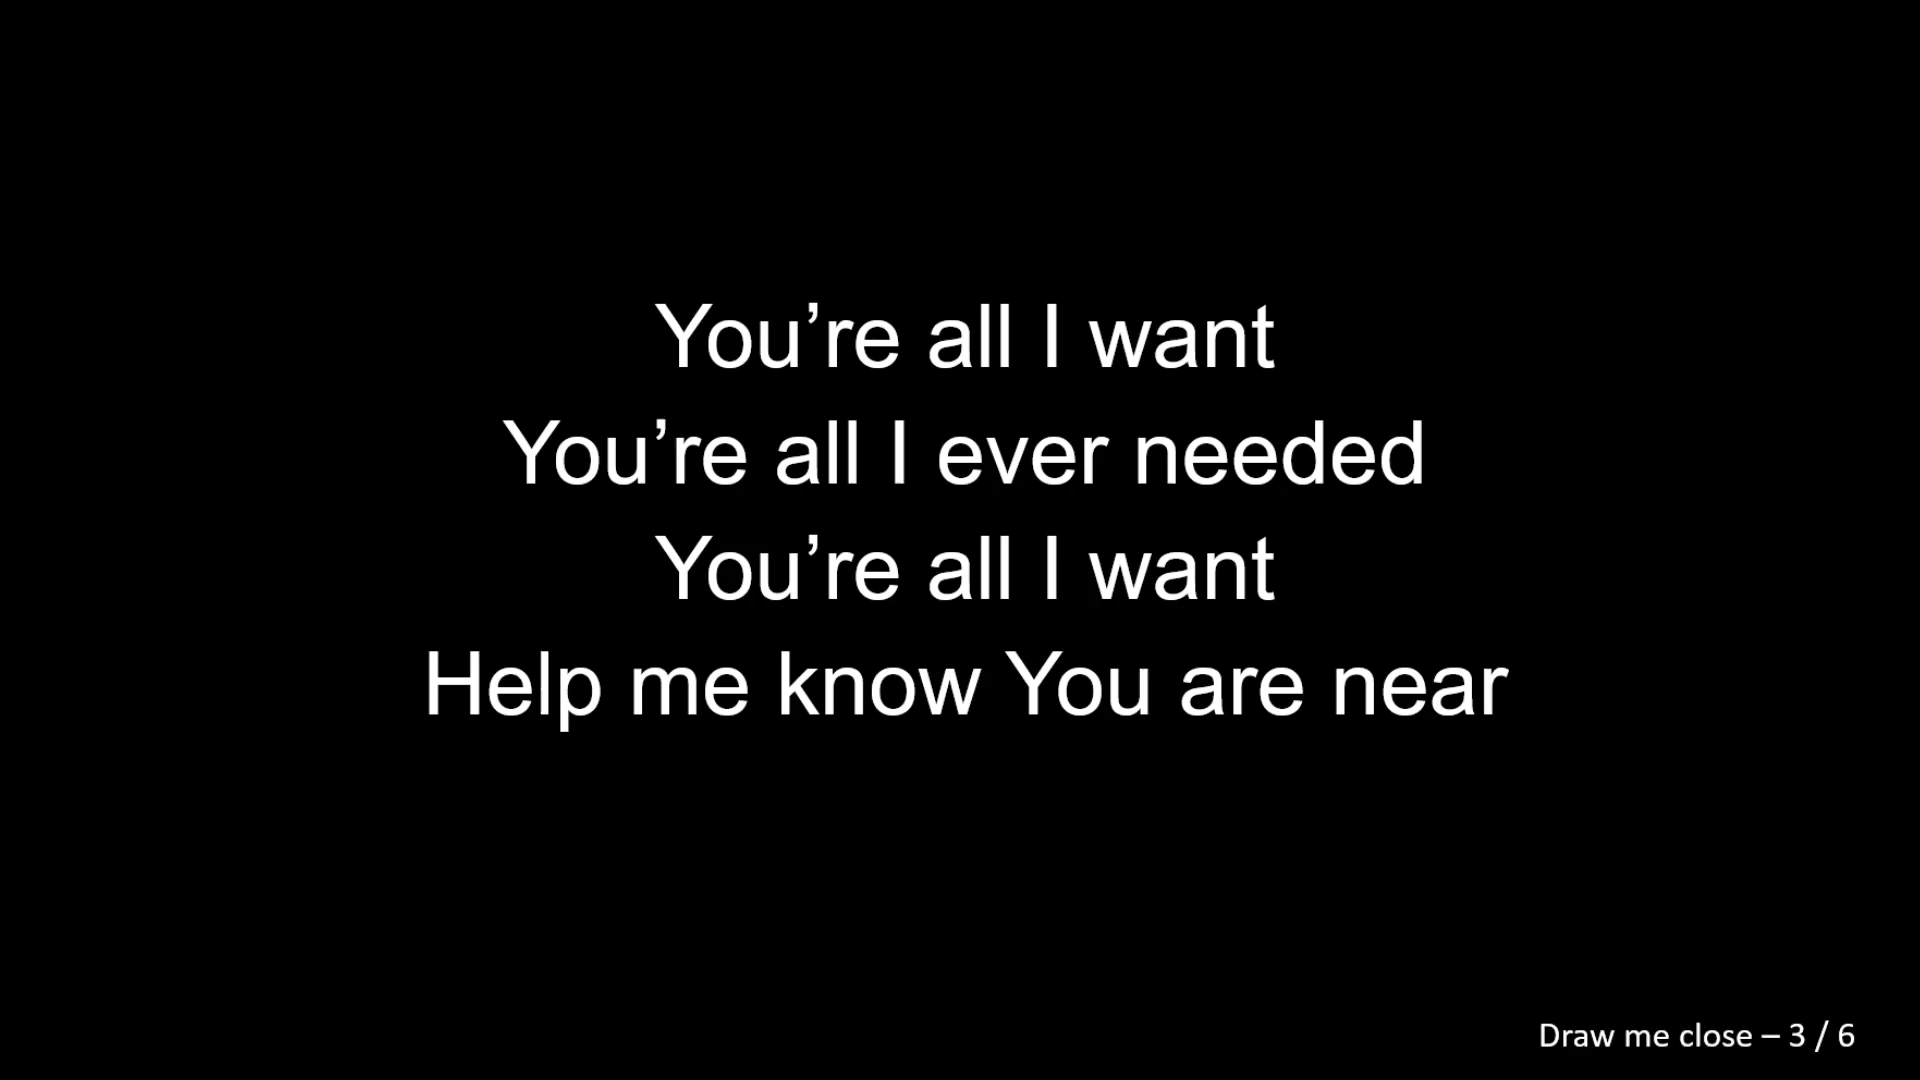 You’re all I want
You’re all I ever needed
You’re all I want
Help me know You are near
Draw me close – 3 / 6